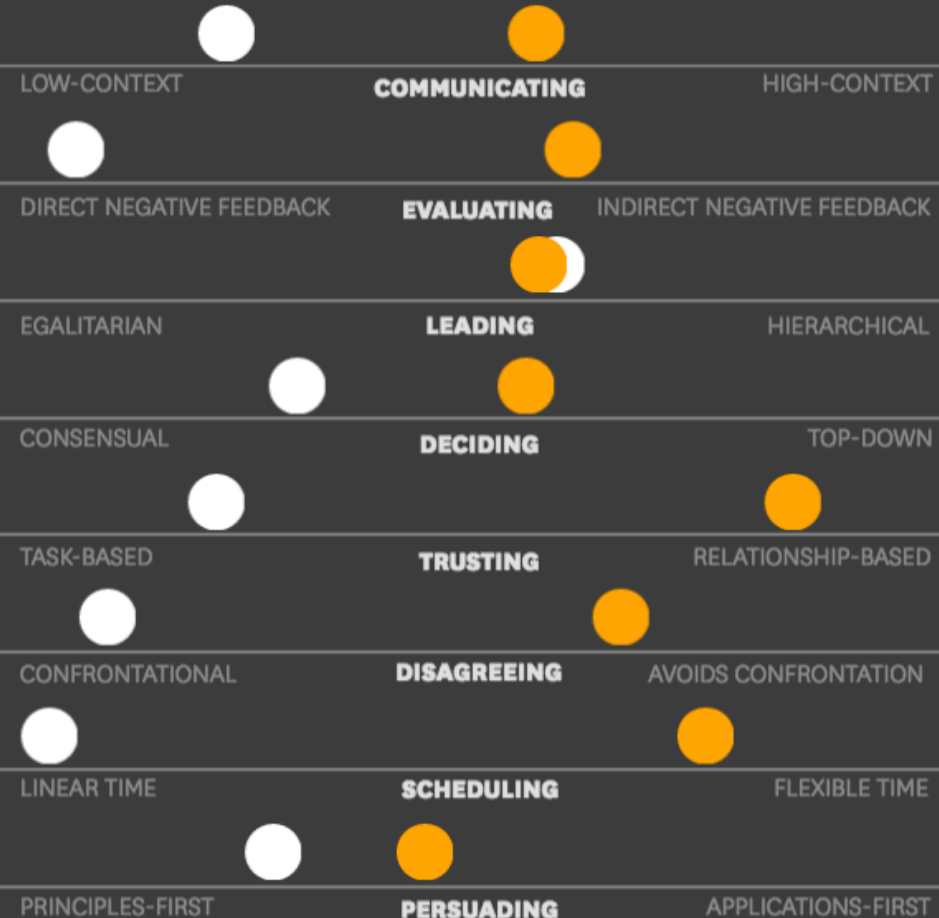 LOW-CONTEXT COMMUNICATING HIGH-CONTEXT
DIRECT NEGATIVE FEEDBACK EVALUATING INDIRECT NEGATIVE FEEDBACK
EGALITARIAN LEADING HIERARCHICAL
CONSENSUAL DECIDING TOP-DOWN
TASK-BASED TRUSTING RELATIONSHIP-BASED
CONFRONTATIONAL DISAGREEING AVOIDS CONFRONTATION
LINEAR TIME SCHEDULING FLEXIBLE TIME
PRINCIPLES-FIRST PERSUADING APPLICATIONS-FIRST